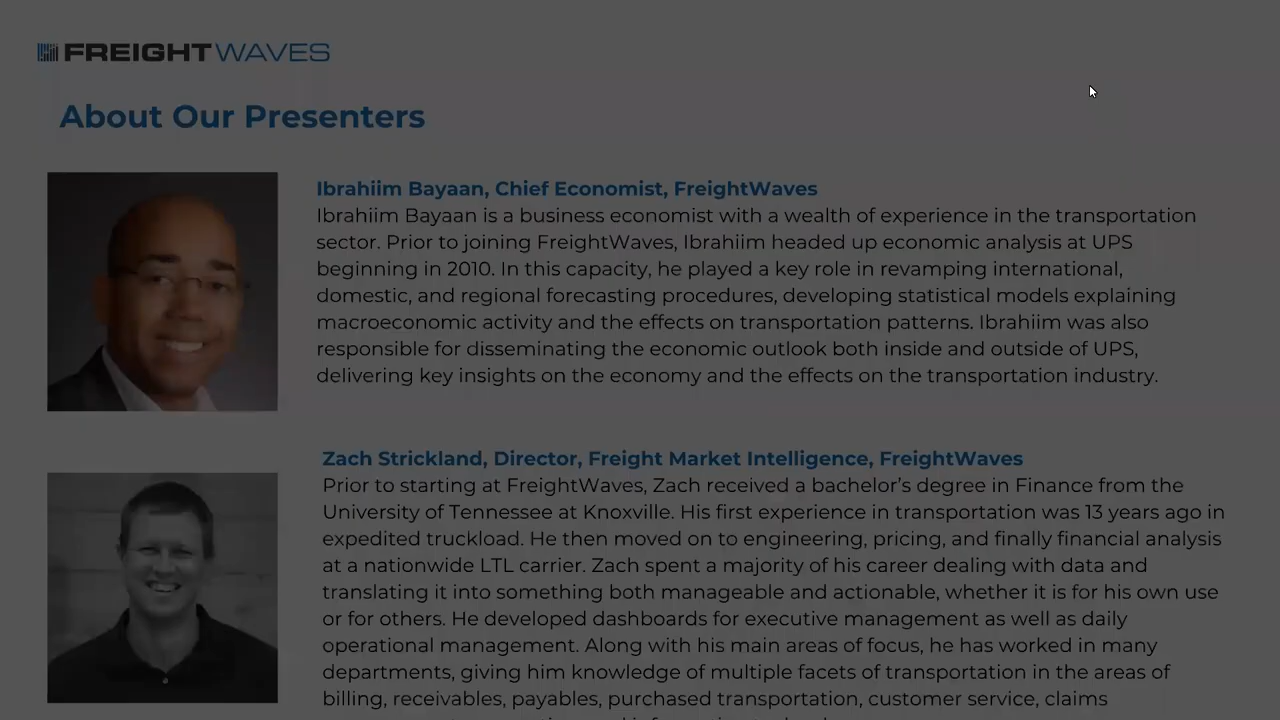 FREIGHTWAVES
About Our Presenters
Ibrahiim Bayaan, Chief Economist, FreightWaves
Ibrahiim Bayaan is a business economist with a wealth of experience in the transportation
sector. Prior to joining FreightWaves, Ibrahiim headed up economic analysis at UPS
beginning in 2010. In this capacity, he played a key role in revamping international,
domestic, and regional forecasting procedures, developing statistical models explaining
macroeconomic activity and the effects on transportation patterns. Ibrahiim was also
responsible for disseminating the economic outlook both inside and outside of UPS,
delivering key insights on the economy and the effects on the transportation industry.
Zach Strickland, Director, Freight Market Intelligence, FreightWaves
Prior to starting at FreightWaves, Zach received a bachelor’s degree in Finance from the
University of Tennessee at Knoxville. His first experience in transportation was 13 years ago in
expedited truckload. He then moved on to engineering, pricing, and finally financial analysis
at a nationwide LTL carrier. Zach spent a majority of his career dealing with data and
translating it into something both manageable and actionable, whether it is for his own use
or for others. He developed dashboards for executive management as well as daily
operational management. Along with his main areas of focus, he has worked in many
departments, giving him knowledge of multiple facets of transportation in the areas of
billing, receivables, payables, purchased transportation, customer service, claims